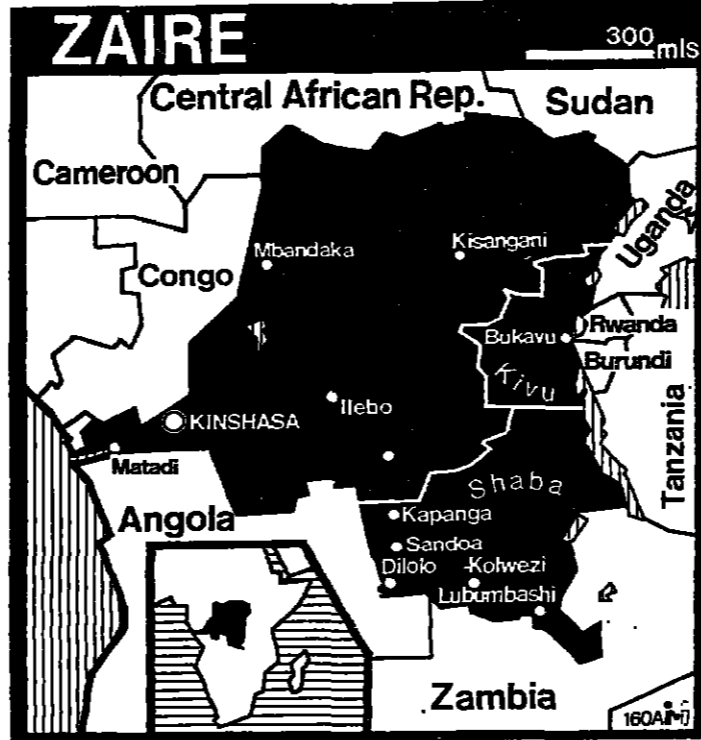 ZAIRE
300 mls
Central African Rep.
Sudan
Cameroon
Uganda
Mbandaka
Kisangani
Congo
Rwanda
Bukavu
Burundi
Kivu
Ilebo
KINSHASA
Tanzania
Matadi
Shaba
Angola
Kapanga
Sandoa
Dilolo
Kolwezi
Lubumbashi
Zambia